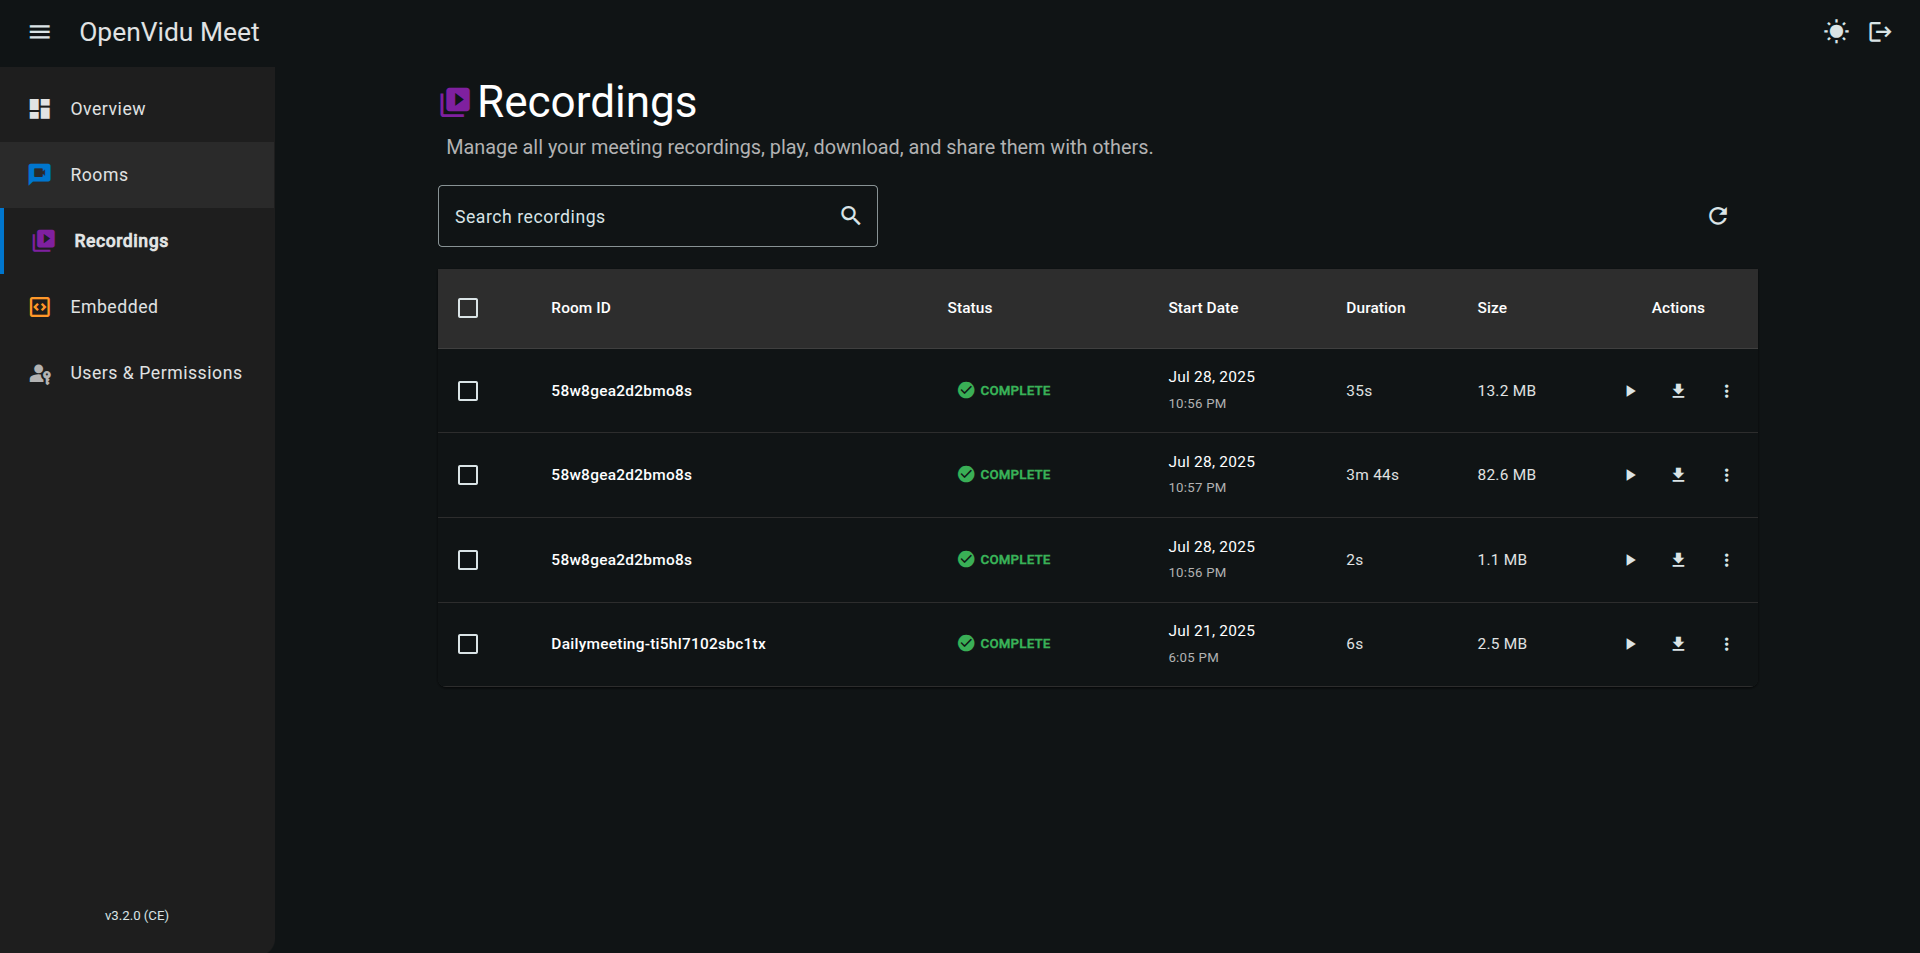 OpenVidu Meet
Overview
Rooms
Recordings
Embedded
Users & Permissions
v3.2.0 (CE)
Recordings
Manage all your meeting recordings, play, download, and share them with others.
Search recordings
Room ID Status Start Date Duration Size Actions
58w8gea2d2bmo8s COMPLETE Jul 28, 2025 35s 13.2 MB
10:56 PM
58w8gea2d2bmo8s COMPLETE Jul 28, 2025 3m 44s 82.6 MB
10:57 PM
58w8gea2d2bmo8s COMPLETE Jul 28, 2025 2s 1.1 MB
10:56 PM
Dailymeeting-ti5hl7102sbc1tx COMPLETE Jul 21, 2025 6s 2.5 MB
6:05 PM